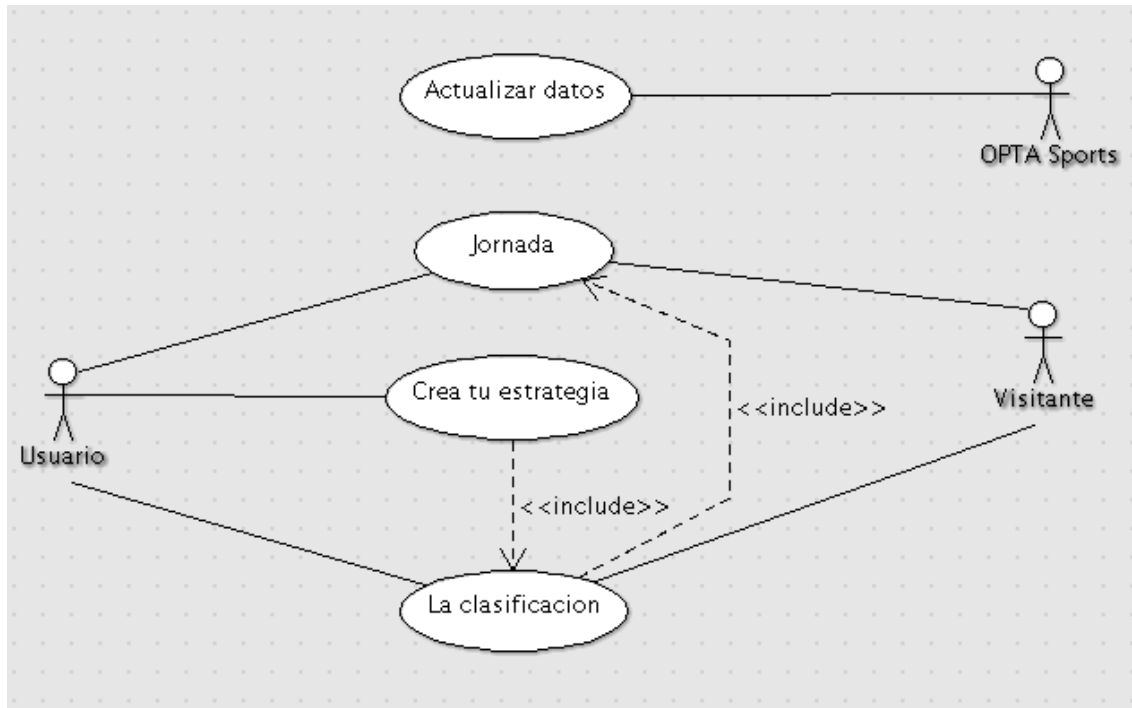 Actualizar datos
OPTA Sports
Jornada
Crea tu estrategia
<<include>>
Visitante
Usuario
<<include>>
La clasificacion